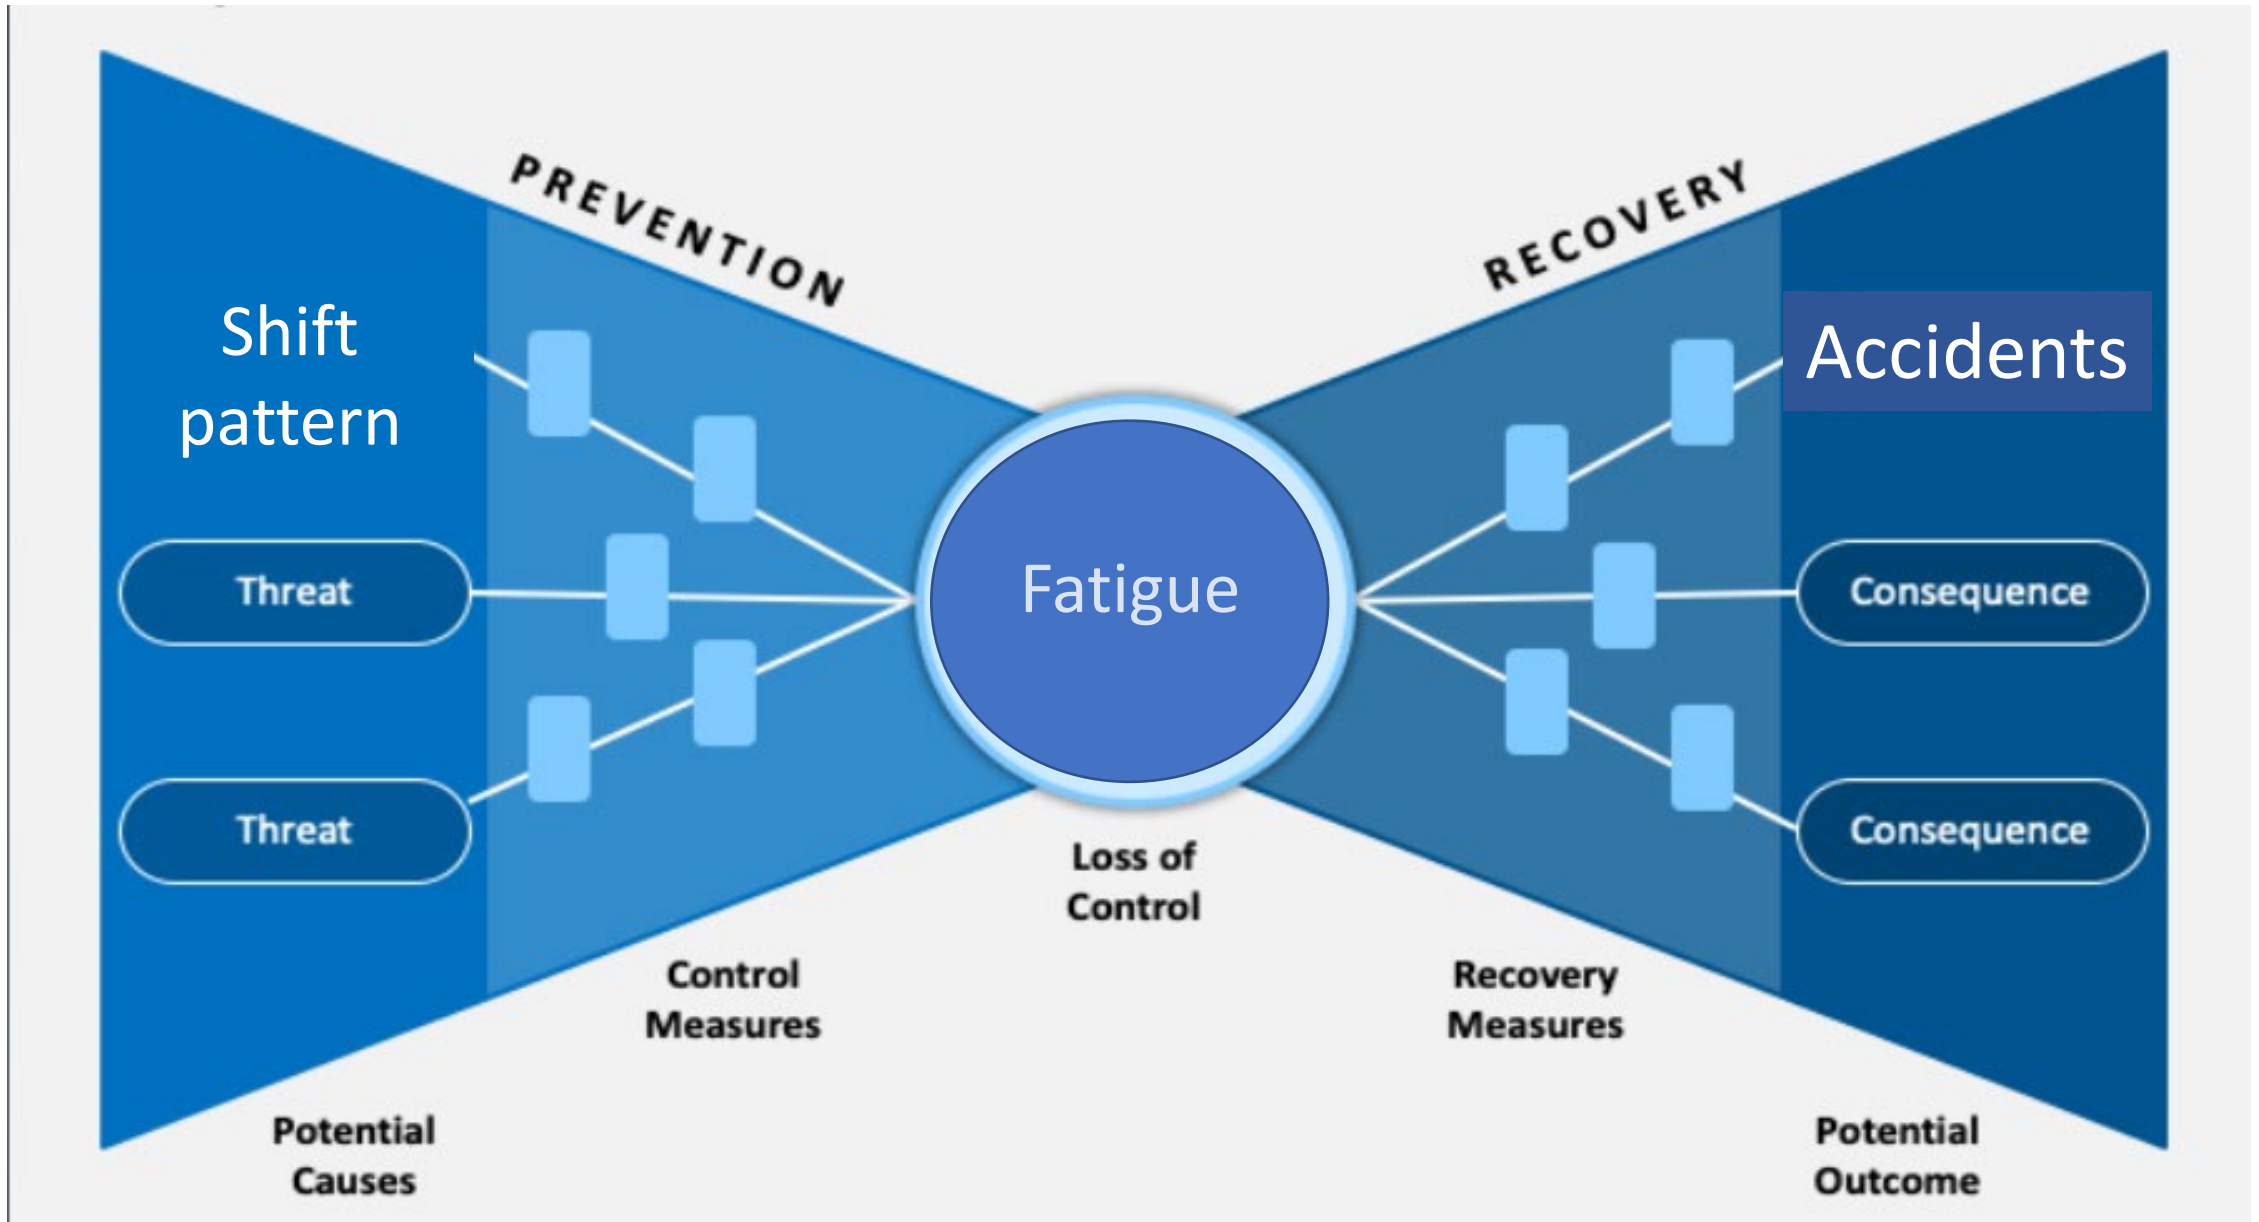 PREVENTION
RECOVERY
Shift
pattern
Accidents
Threat
Fatigue
Consequence
Threat
Consequence
Loss of
Control
Control
Measures
Recovery
Measures
Potential
Causes
Potential
Outcome